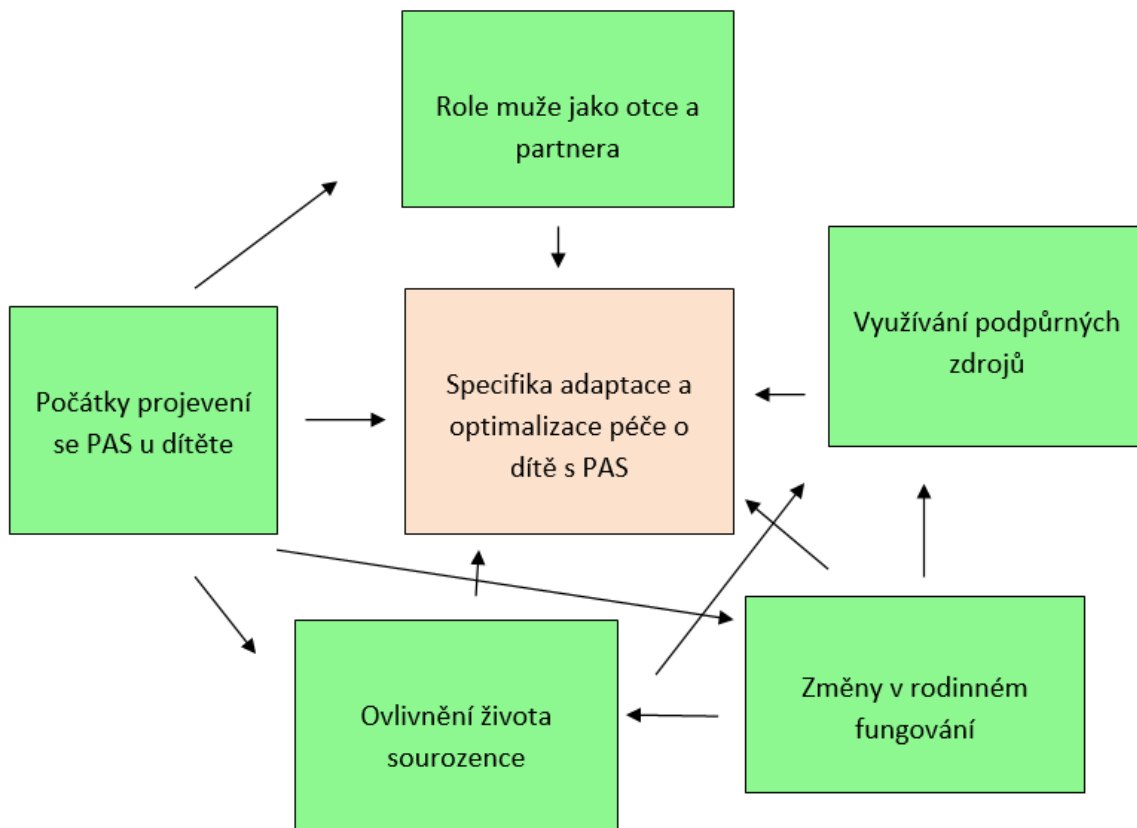 Role muže jako otce a
partnera
Využívání podpůrných
zdrojů
Počátky projevení
se PAS u dítěte
Specifika adaptace a
optimalizace péče o
dítě s PAS
Ovlivnění života
sourozence
Změny v rodinném
fungování